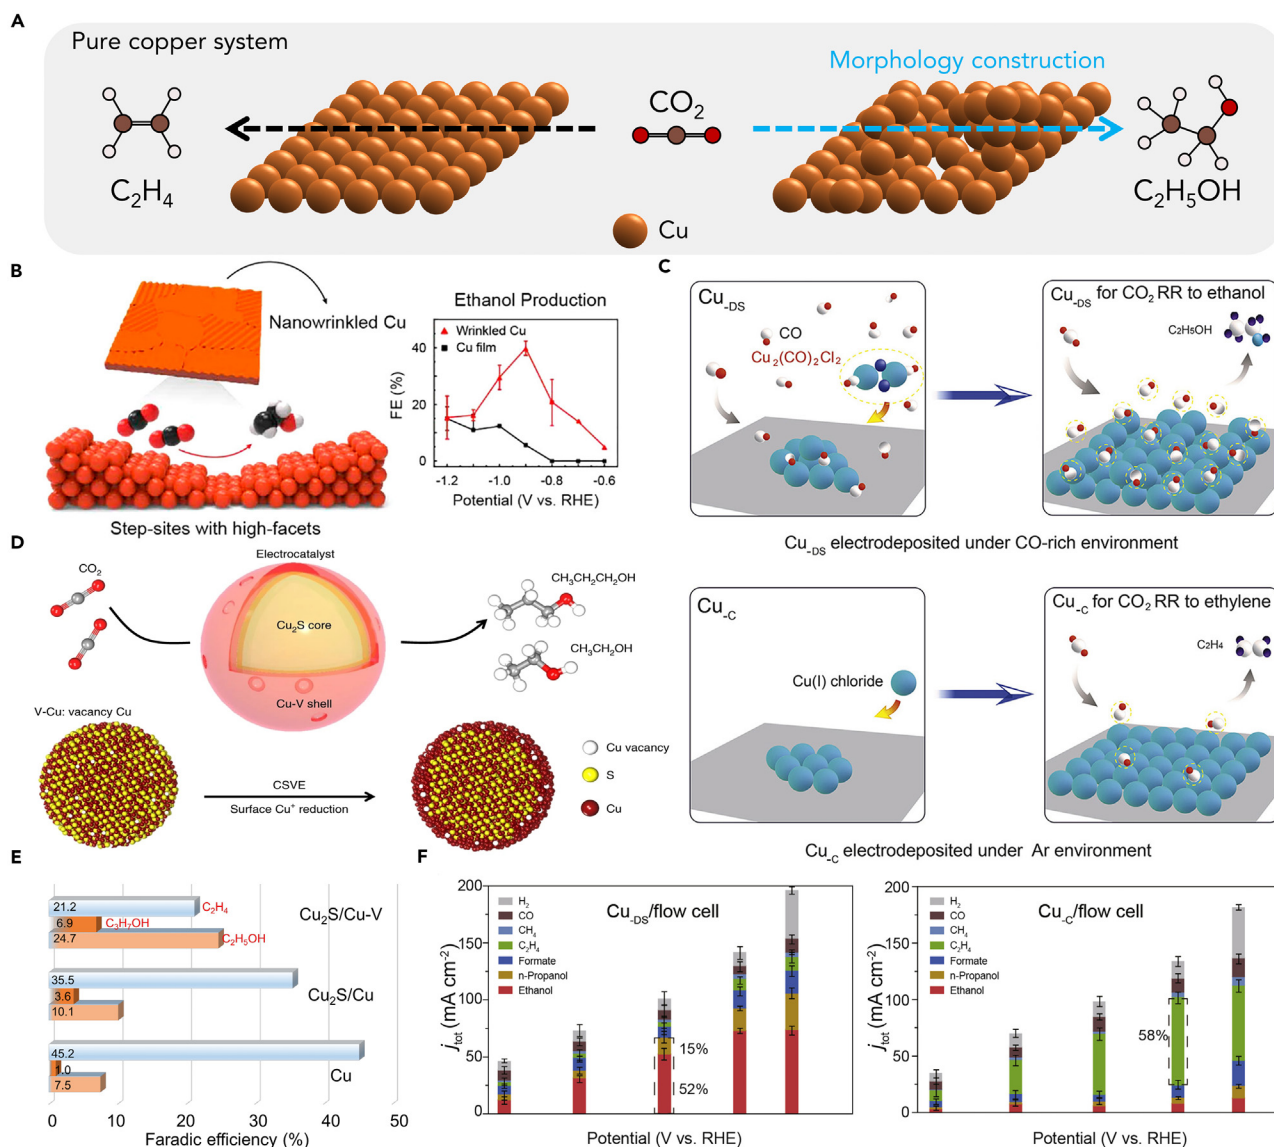 A
Pure copper system
Morphology construction
CO2
C2H4
C2H5OH
Cu
B
Nanowrinkled Cu
Step-sites with high-facets
Ethanol Production
Wrinkled Cu
Cu film
FE (%)
40
20
0
-1.2 -1.0 -0.8 -0.6
Potential (V vs. RHE)
C
Cu-DS
CO
Cu2(CO)2Cl2
Cu-DS for CO2 RR to ethanol
C2H5OH
Cu-DS electrodeposited under CO-rich environment
Cu-C
Cu(I) chloride
Cu-C for CO2 RR to ethylene
C2H4
Cu-C electrodeposited under Ar environment
D
Electrocatalyst
CO2
Cu2S core
Cu-V shell
CH3CH2CH2OH
CH3CH2OH
V-Cu: vacancy Cu
CSVE
Surface Cu+ reduction
Cu vacancy
S
Cu
E
21.2
C2H4
6.9
C3H7OH
24.7
C2H5OH
Cu2S/Cu-V
35.5
3.6
10.1
Cu2S/Cu
45.2
1.0
7.5
Cu
0 10 20 30 40 50
Faradic efficiency (%)
F
Cu-DS/flow cell
H2
CO
CH4
C2H4
Formate
n-Propanol
Ethanol
15%
52%
jtot (mA cm-2)
200
150
100
50
0
Potential (V vs. RHE)
Cu-C/flow cell
H2
CO
CH4
C2H4
Formate
n-Propanol
Ethanol
58%
jtot (mA cm-2)
200
150
100
50
0
Potential (V vs. RHE)